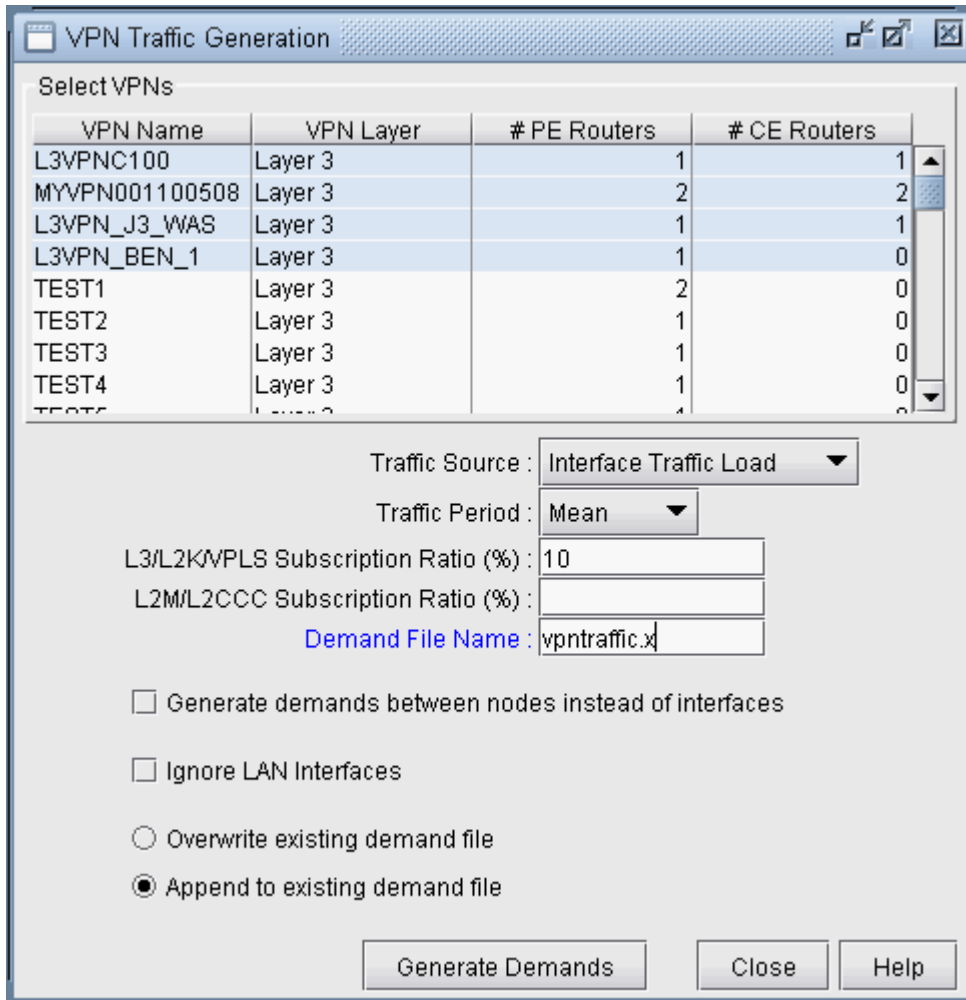 VPN Traffic Generation
Select VPNs
VPN Name VPN Layer # PE Routers # CE Routers
L3VPNC100 Layer 3 1 1
MYVPN001100508 Layer 3 2 2
L3VPN_J3_WAS Layer 3 1 1
L3VPN_BEN_1 Layer 3 1 0
TEST1 Layer 3 2 0
TEST2 Layer 3 1 0
TEST3 Layer 3 1 0
TEST4 Layer 3 1 0
Traffic Source : Interface Traffic Load
Traffic Period : Mean
L3/L2K/VPLS Subscription Ratio (%) : 10
L2M/L2CCC Subscription Ratio (%) :
Demand File Name : vpntraffic.x
Generate demands between nodes instead of interfaces
Ignore LAN Interfaces
Overwrite existing demand file
Append to existing demand file
Generate Demands Close Help